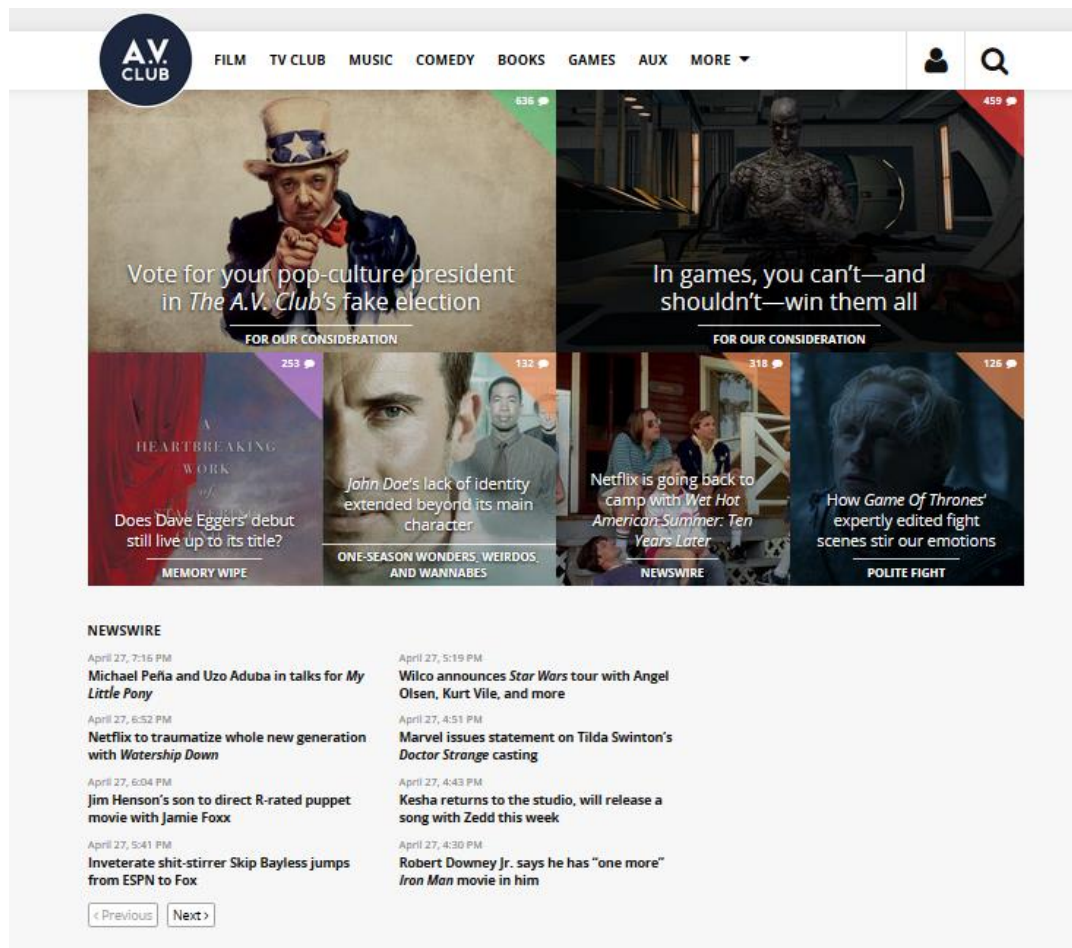 A.V.
CLUB
FILM TV CLUB MUSIC COMEDY BOOKS GAMES AUX MORE
636
Vote for your pop-culture president
in The A.V. Club's fake election
FOR OUR CONSIDERATION
459
In games, you can't—and
shouldn't—win them all
FOR OUR CONSIDERATION
253
A
HEARTBREAKING
WORK
of
Does Dave Eggers' debut
still live up to its title?
MEMORY WIPE
132
John Doe's lack of identity
extended beyond its main
character
ONE-SEASON WONDERS, WEIRDOS,
AND WANNABES
318
Netflix is going back to
camp with Wet Hot
American Summer: Ten
Years Later
NEWSWIRE
126
How Game Of Thrones'
expertly edited fight
scenes stir our emotions
POLITE FIGHT
NEWSWIRE
April 27, 7:16 PM
Michael Peña and Uzo Aduba in talks for My
Little Pony
April 27, 6:52 PM
Netflix to traumatize whole new generation
with Watership Down
April 27, 6:04 PM
Jim Henson's son to direct R-rated puppet
movie with Jamie Foxx
April 27, 5:41 PM
Inveterate shit-stirrer Skip Bayless jumps
from ESPN to Fox
April 27, 5:19 PM
Wilco announces Star Wars tour with Angel
Olsen, Kurt Vile, and more
April 27, 4:51 PM
Marvel issues statement on Tilda Swinton's
Doctor Strange casting
April 27, 4:43 PM
Kesha returns to the studio, will release a
song with Zedd this week
April 27, 4:30 PM
Robert Downey Jr. says he has "one more"
Iron Man movie in him
< Previous Next >